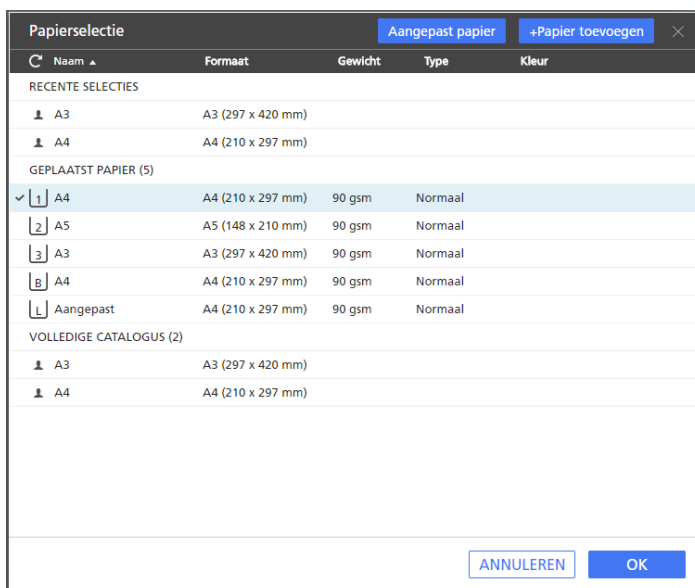 Papierselectie Aangepast papier +Papier toevoegen
Naam Formaat Gewicht Type Kleur
RECENTE SELECTIES
A3 A3 (297 x 420 mm)
A4 A4 (210 x 297 mm)
GEPLAATST PAPIER (5)
1 A4 A4 (210 x 297 mm) 90 gsm Normaal
2 A5 A5 (148 x 210 mm) 90 gsm Normaal
3 A3 A3 (297 x 420 mm) 90 gsm Normaal
B A4 A4 (210 x 297 mm) 90 gsm Normaal
L Aangepast A4 (210 x 297 mm) 90 gsm Normaal
VOLLEDIGE CATALOGUS (2)
A3 A3 (297 x 420 mm)
A4 A4 (210 x 297 mm)
ANNULEREN OK